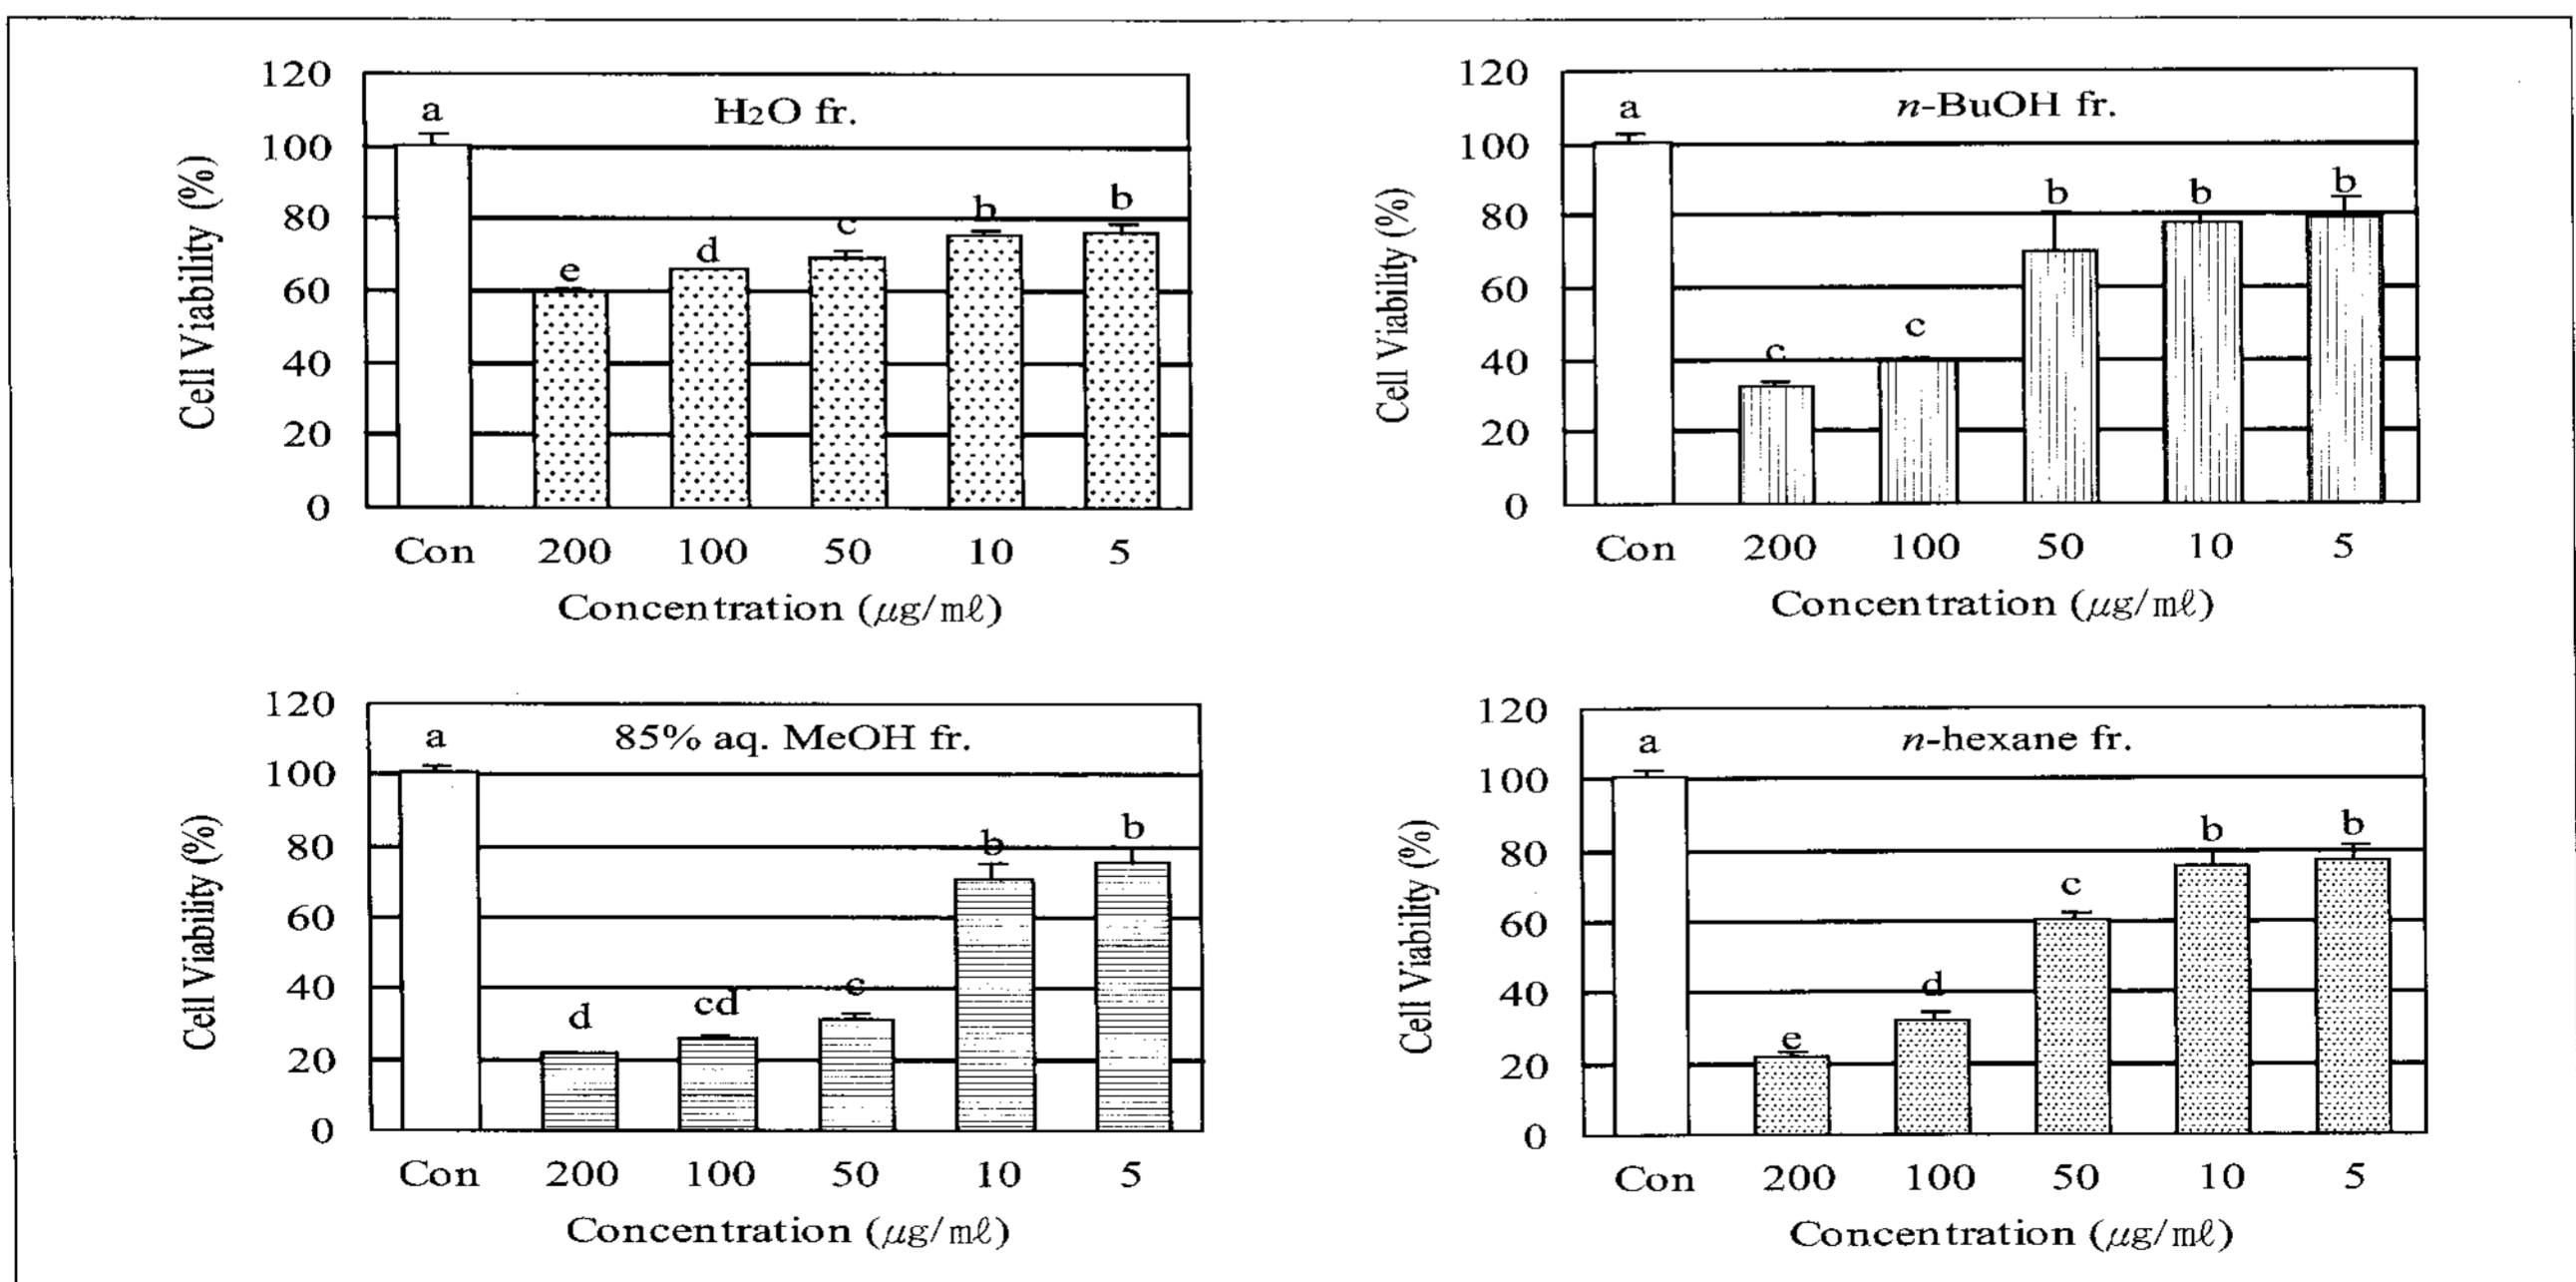 120
100
80
60
40
20
0
Cell Viability (%)
H2O fr.
a
e
d
c
b
b
Con 200 100 50 10 5
Concentration (μg/mℓ)
120
100
80
60
40
20
0
Cell Viability (%)
n-BuOH fr.
a
c
c
b
b
b
Con 200 100 50 10 5
Concentration (μg/mℓ)
120
100
80
60
40
20
0
Cell Viability (%)
85% aq. MeOH fr.
a
d
cd
c
b
b
Con 200 100 50 10 5
Concentration (μg/mℓ)
120
100
80
60
40
20
0
Cell Viability (%)
n-hexane fr.
a
e
d
c
b
b
Con 200 100 50 10 5
Concentration (μg/mℓ)